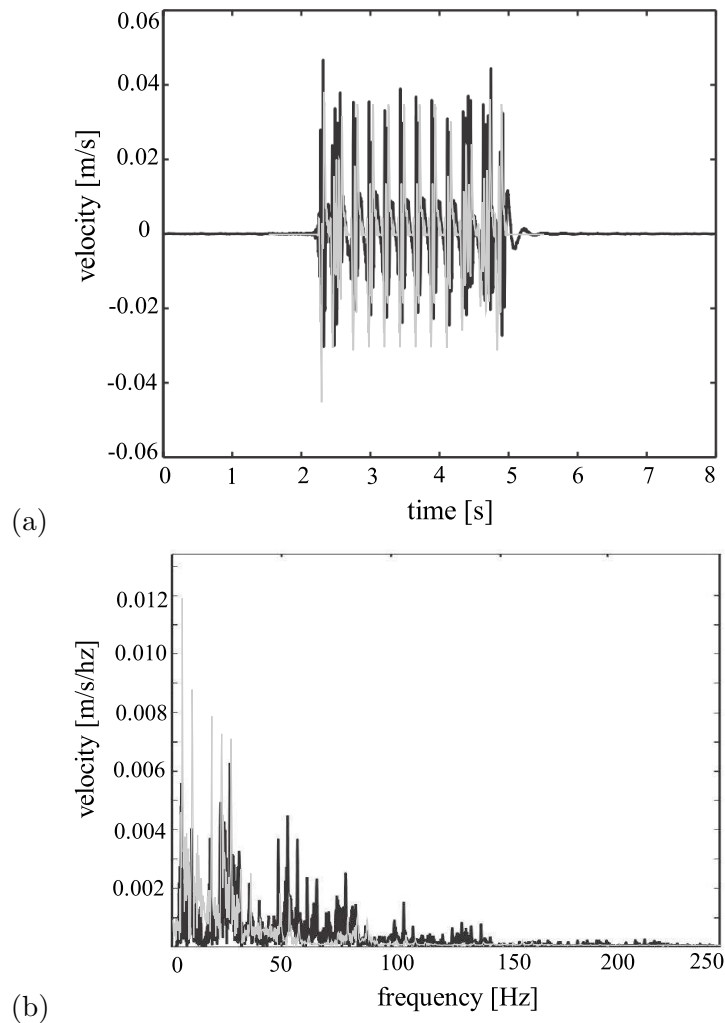 0.06
0.04
0.02
0
-0.02
-0.04
-0.06
velocity [m/s]
0 1 2 3 4 5 6 7 8
time [s]
(a)
0.012
0.010
0.008
0.006
0.004
0.002
velocity [m/s/hz]
0 50 100 150 200 250
frequency [Hz]
(b)